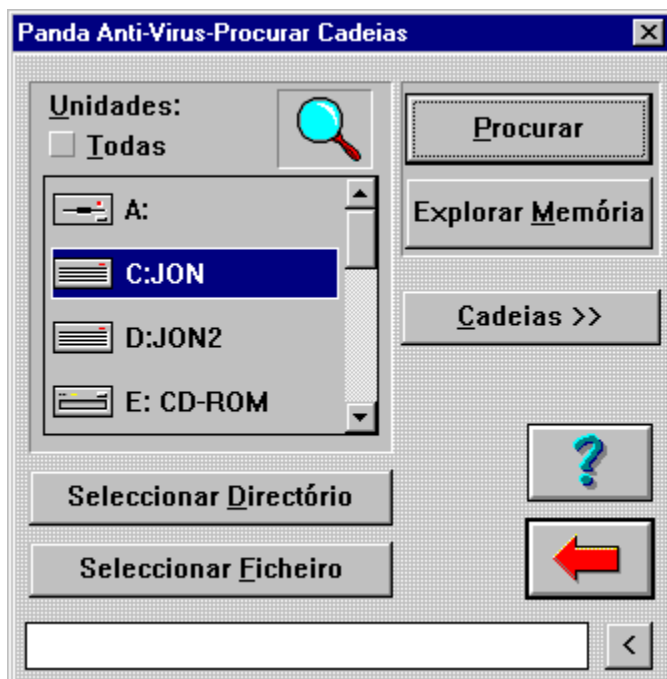 Panda Anti-Virus-Procurar Cadeias
Unidades:
Todas
A:
C:JON
D:JON2
E: CD-ROM
Procurar
Explorar Memória
Cadeias >>
Seleccionar Directório
Seleccionar Ficheiro
<